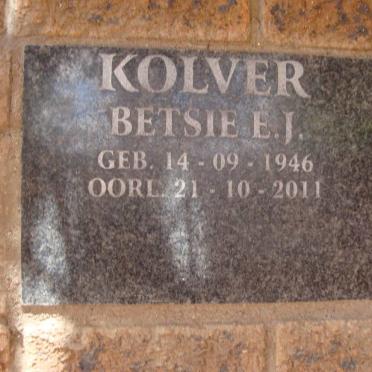 KOLVER
BETSIE E.J.
GEB. 14 - 09 - 1946
OORL. 21 - 10 - 2011